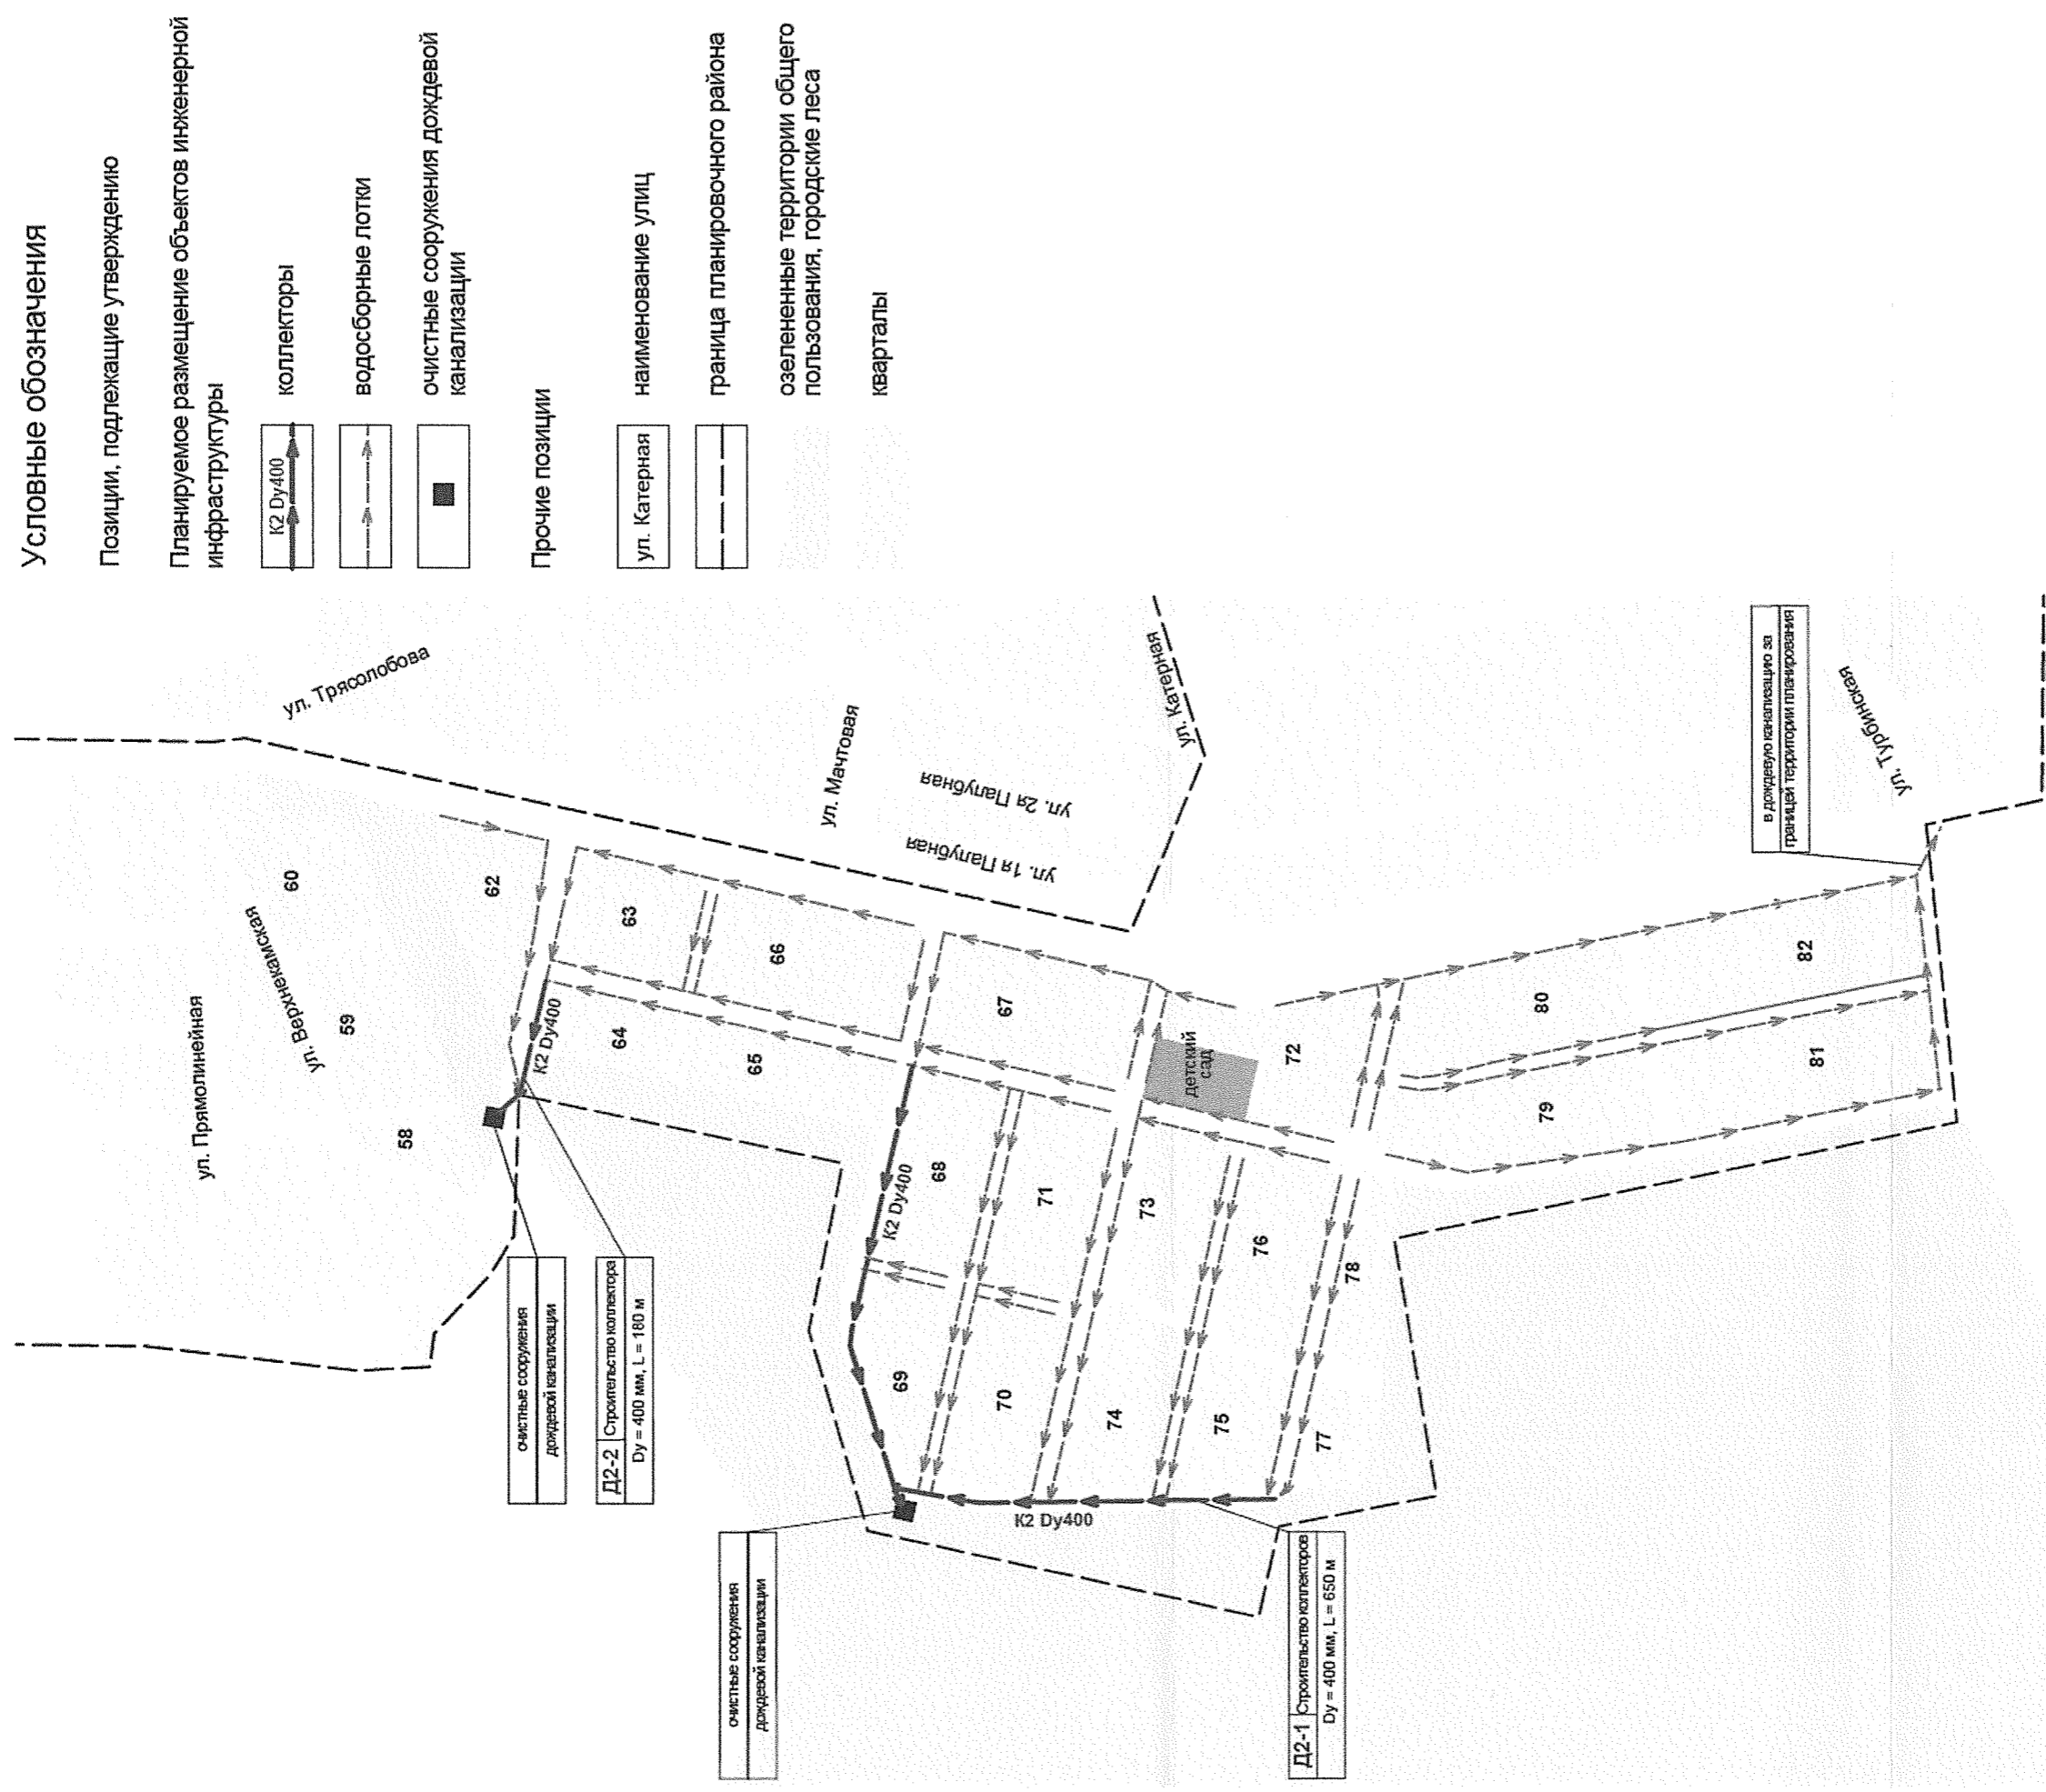 Условные обозначения
Позиции, подлежащие утверждению
Планируемое размещение объектов инженерной
инфраструктуры
К2 Dy400
коллекторы
водосборные лотки
очистные сооружения дождевой
канализации
Прочие позиции
ул. Катерная
наименование улиц
граница планировочного района
озелененные территории общего
пользования, городские леса
кварталы
ул. Прямолинейная
ул. Верхнекамская
ул. Трясолобова
ул. Мачтовая
ул. 2я Палубная
ул. 1я Палубная
ул. Катерная
ул. Турбинская
58
59
60
62
63
64
65
66
67
68
69
70
71
72
73
74
75
76
77
78
79
80
81
82
детский
сад
К2 Dy400
К2 Dy400
К2 Dy400
очистные сооружения
дождевой канализации
Д2-2
Строительство коллектора
Dy = 400 мм, L = 180 м
очистные сооружения
дождевой канализации
Д2-1
Строительство коллекторов
Dy = 400 мм, L = 650 м
в дождевую канализацию за
границей территории планирования